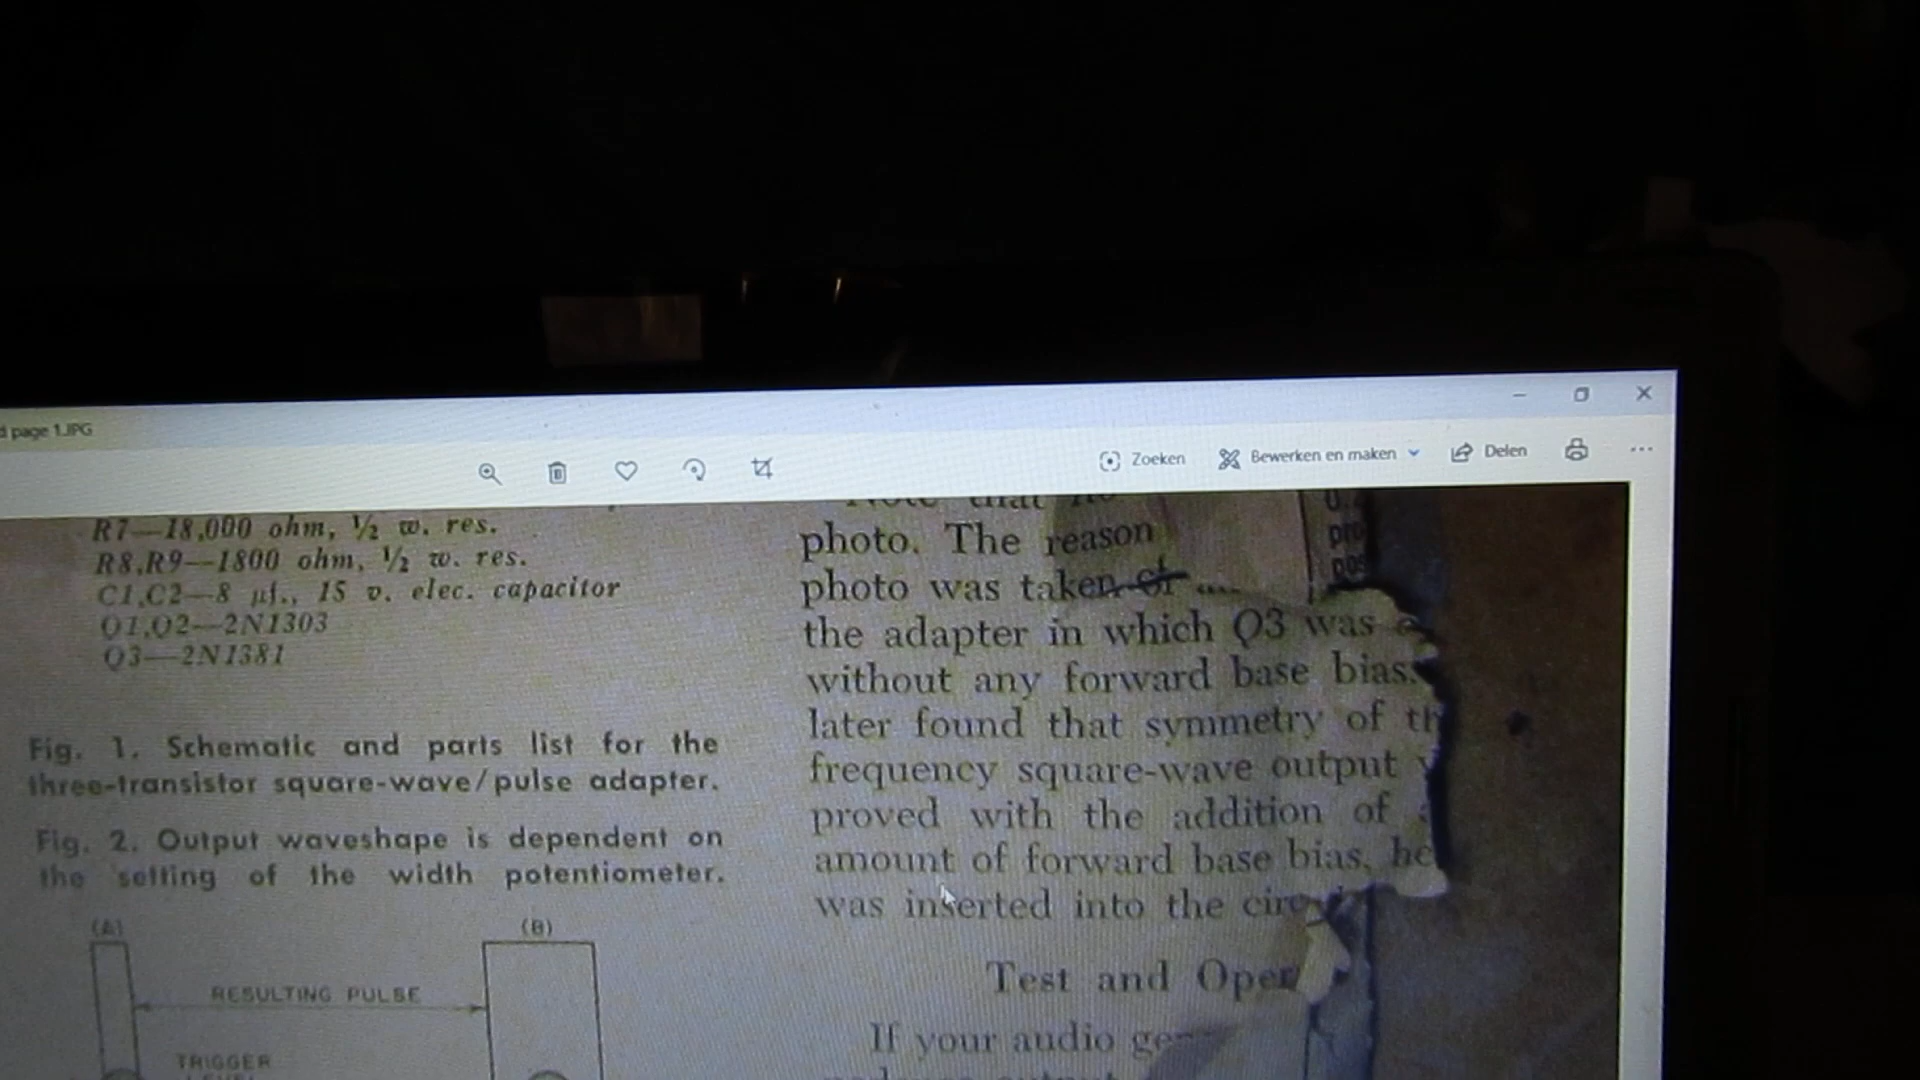 page 1.JPG
Zoeken
Bewerken en maken
Delen
R7—18,000 ohm, ½ w. res.
R8,R9—1800 ohm, ½ w. res.
C1,C2—8 µf., 15 v. elec. capacitor
Q1,Q2—2N1303
Q3—2N1381
Fig. 1. Schematic and parts list for the
three-transistor square-wave/pulse adapter.
Fig. 2. Output waveshape is dependent on
the setting of the width potentiometer.
(A)
(B)
RESULTING PULSE
TRIGGER
Note that
photo. The reason
photo was taken of
the adapter in which Q3 was
without any forward base bias.
later found that symmetry of
frequency square-wave output
proved with the addition of
amount of forward base bias,
was inserted into the
Test and
If your audio